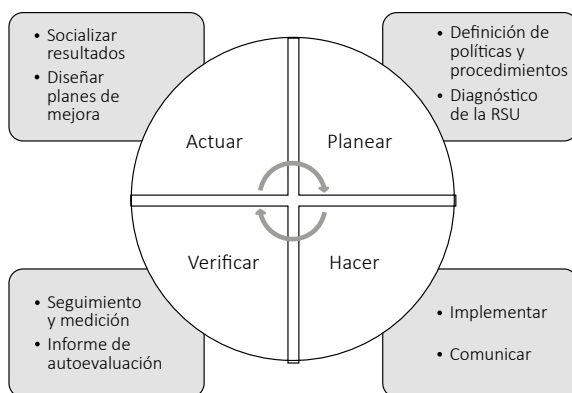 • Socializar
resultados
• Diseñar
planes de
mejora
• Definición de
políticas y
procedimientos
• Diagnóstico
de la RSU
Actuar
Planear
Verificar
Hacer
• Seguimiento
y medición
• Informe de
autoevaluación
• Implementar
• Comunicar